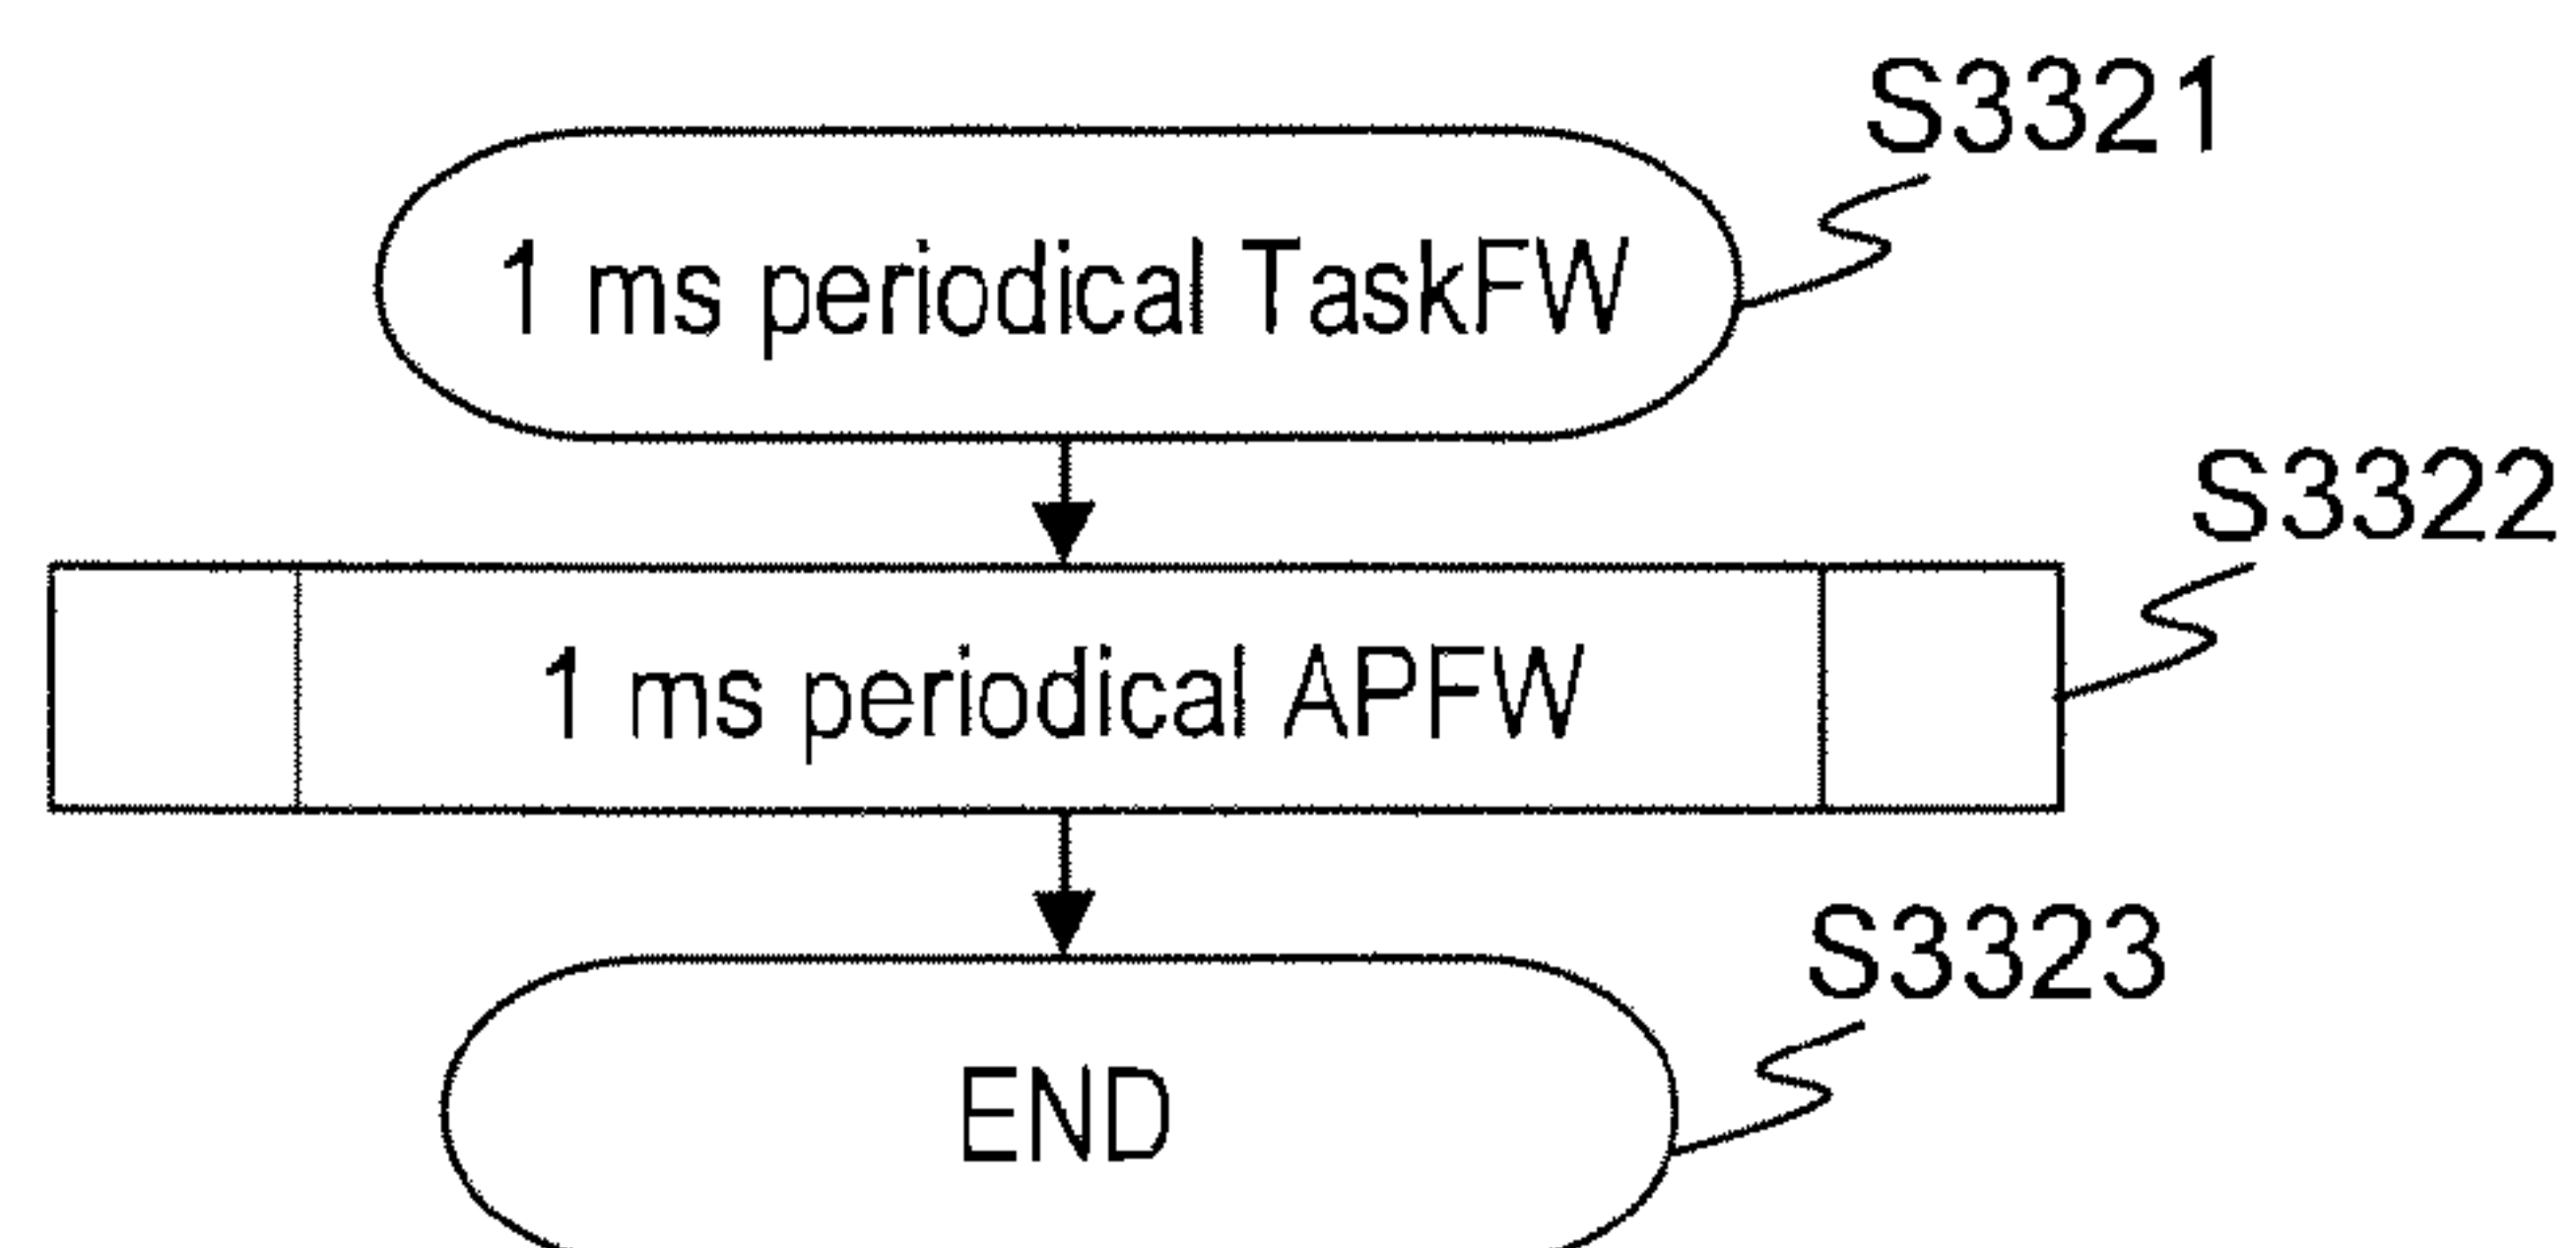 S3321
1 ms periodical TaskFW
S3322
1 ms periodical APFW
S3323
END